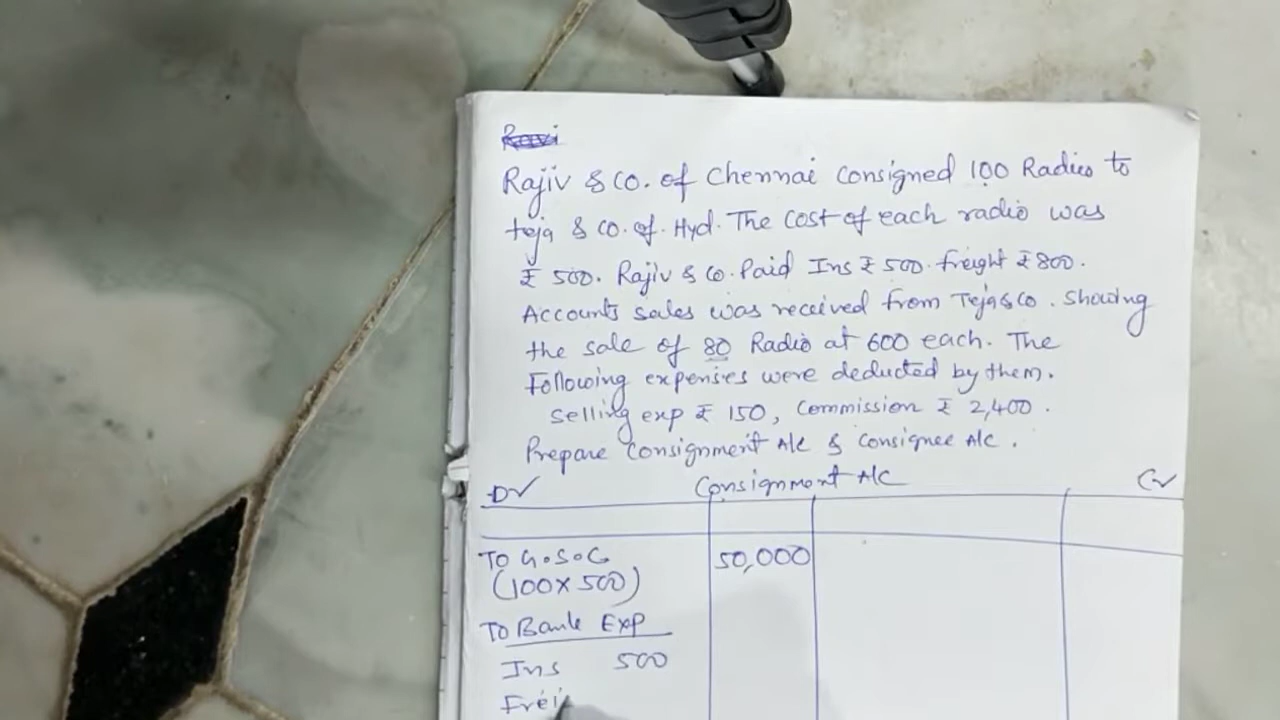 Ravi
Rajiv & co. of Chennai consigned 100 Radios to
Teja & co. of. Hyd. The cost of each radio was
₹ 500. Rajiv & Co. Paid Ins ₹ 500. freight ₹ 800.
Accounts sales was received from Teja & co. showing
the sale of 80 Radio at 600 each. The
Following expenses were deducted by them.
selling exp ₹ 150, Commission ₹ 2,400.
Prepare consignment A/c & consignee A/c.
Dr Consignment A/c Cr
To G.S.O.C 50,000
(100 x 500)
To Bank Exp
Ins 500
Frei